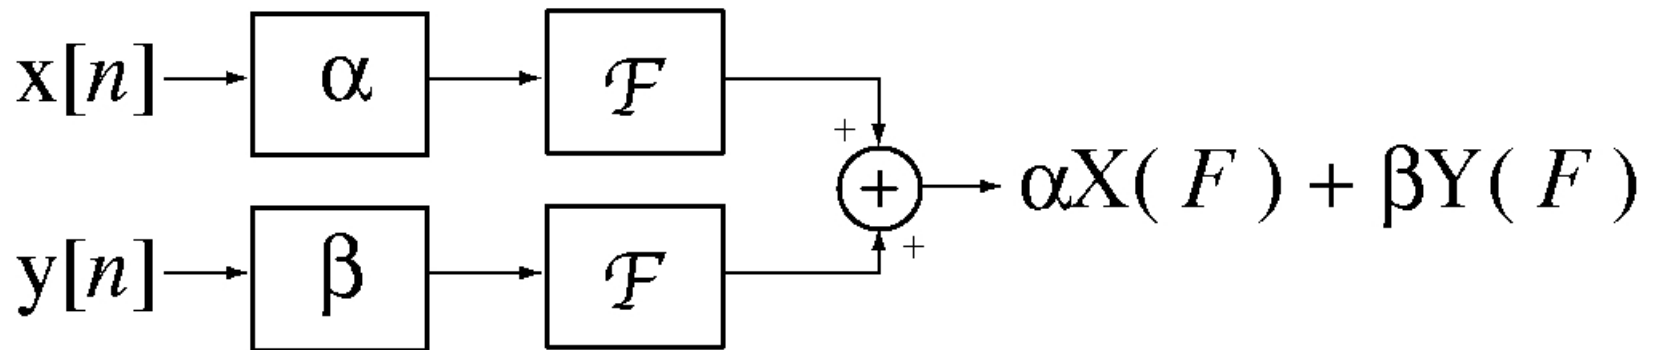 x[n] α ℱ
+
+ αX( F ) + βY( F )
+
y[n] β ℱ